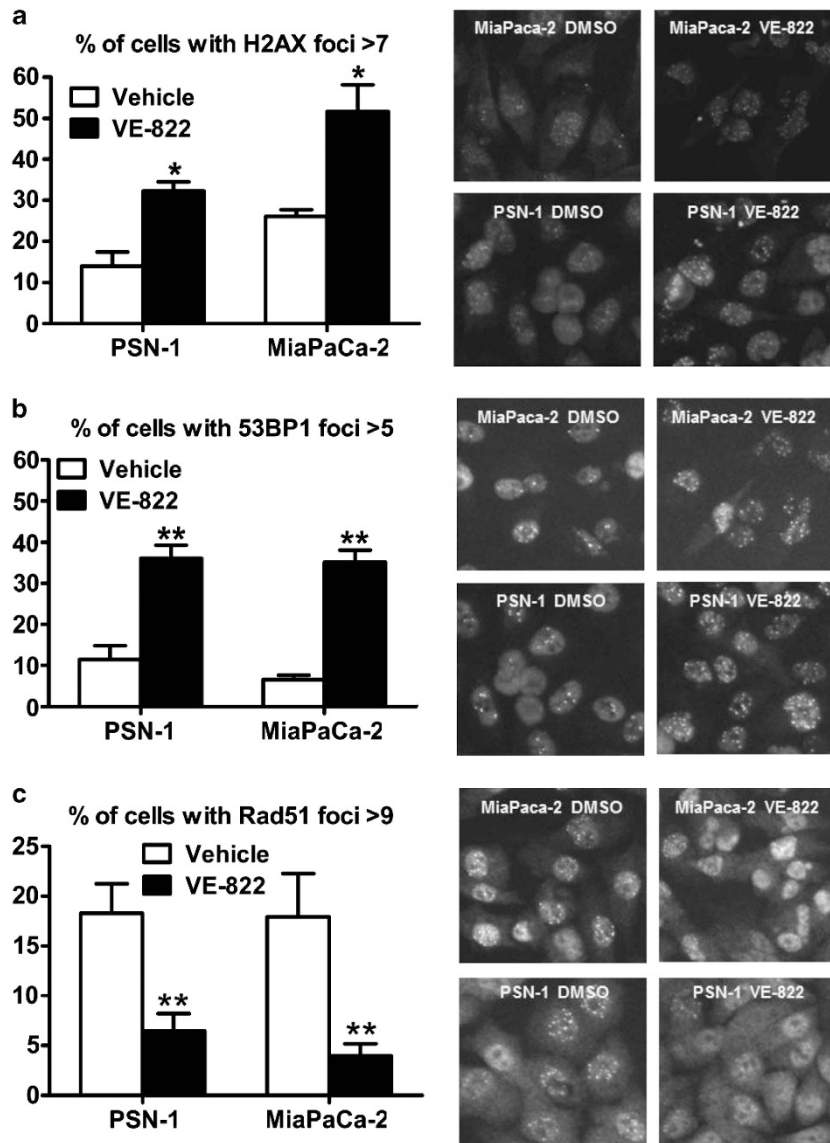 a
% of cells with H2AX foci >7
60
50
40
30
20
10
0
Vehicle
VE-822
*
*
PSN-1
MiaPaCa-2
MiaPaca-2 DMSO
MiaPaca-2 VE-822
PSN-1 DMSO
PSN-1 VE-822
b
% of cells with 53BP1 foci >5
60
50
40
30
20
10
0
Vehicle
VE-822
**
**
PSN-1
MiaPaCa-2
MiaPaca-2 DMSO
MiaPaca-2 VE-822
PSN-1 DMSO
PSN-1 VE-822
c
% of cells with Rad51 foci >9
25
20
15
10
5
0
Vehicle
VE-822
**
**
PSN-1
MiaPaCa-2
MiaPaca-2 DMSO
MiaPaca-2 VE-822
PSN-1 DMSO
PSN-1 VE-822